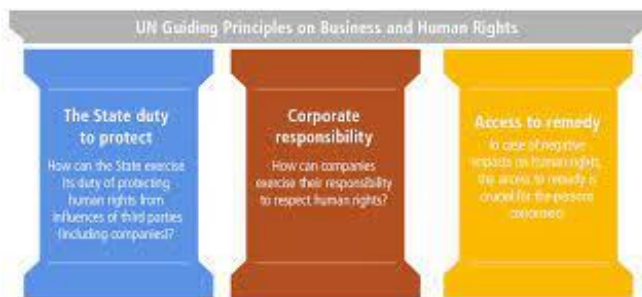 UN Guiding Principles on Business and Human Rights
The State duty
to protect
How can the State exercise
its duty of protecting
human rights from
influences of third parties
(including companies)?
Corporate
responsibility
How can companies
exercise their responsibility
to respect human rights?
Access to remedy
In case of negative
impacts on human rights,
the access to remedy is
crucial for the persons
concerned